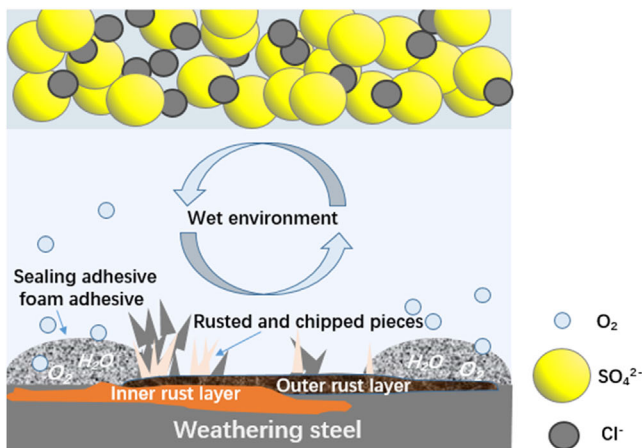 Wet environment
Sealing adhesive
foam adhesive
Rusted and chipped pieces
O₂
H₂O
H₂O
O₂
Inner rust layer
Outer rust layer
Weathering steel
O₂
SO₄²⁻
Cl⁻